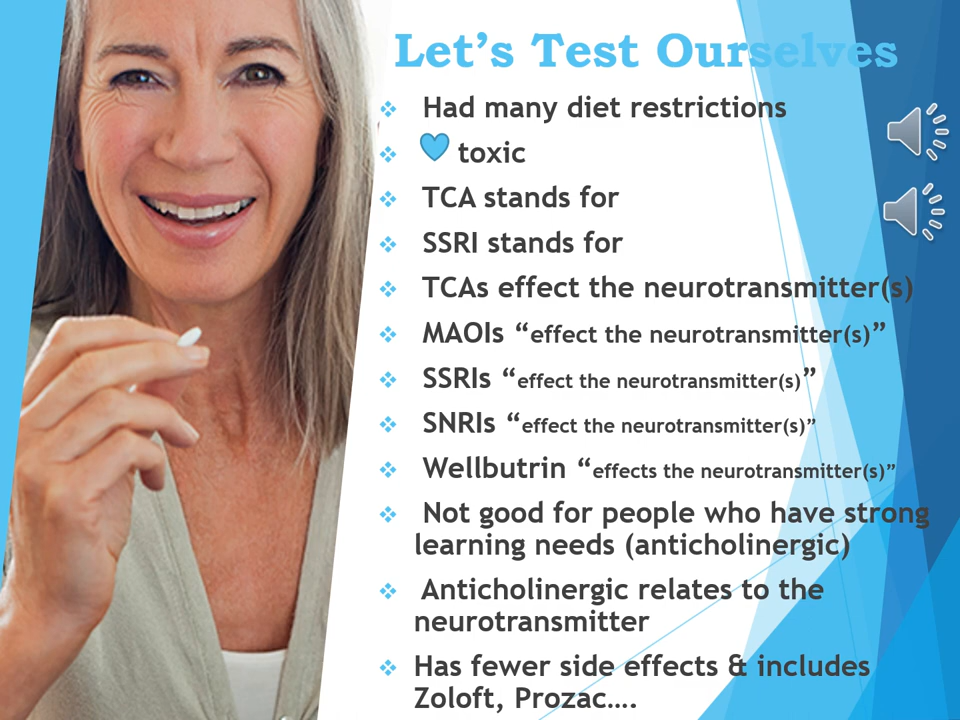 Let’s Test Ourselves
Had many diet restrictions
toxic
TCA stands for
SSRI stands for
TCAs effect the neurotransmitter(s)
MAOIs “effect the neurotransmitter(s)”
SSRIs “effect the neurotransmitter(s)”
SNRIs “effect the neurotransmitter(s)”
Wellbutrin “effects the neurotransmitter(s)”
Not good for people who have strong
learning needs (anticholinergic)
Anticholinergic relates to the
neurotransmitter
Has fewer side effects & includes
Zoloft, Prozac….